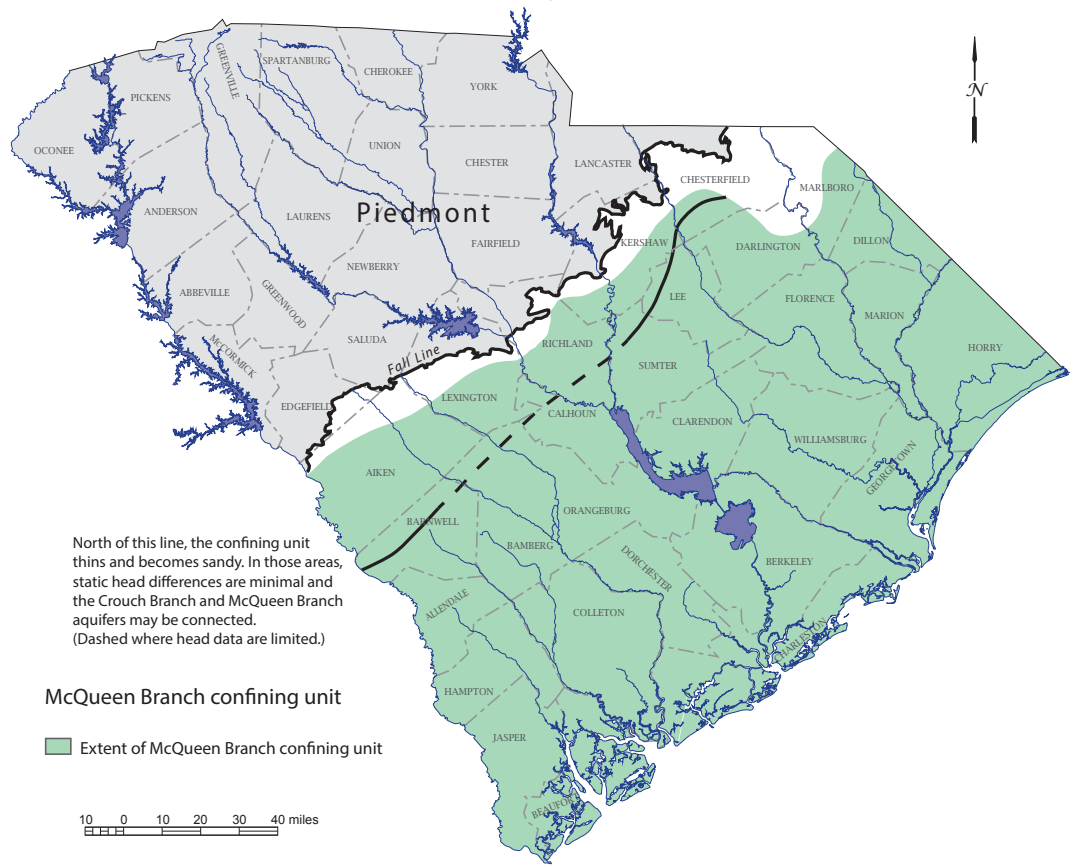 SPARTANBURG
GREENVILLE
CHEROKEE
YORK
PICKENS
N
OCONEE
UNION
CHESTER
LANCASTER
CHESTERFIELD
MARLBORO
ANDERSON
LAURENS
Piedmont
FAIRFIELD
KERSHAW
DARLINGTON
DILLON
NEWBERRY
ABBEVILLE
GREENWOOD
LEE
FLORENCE
MARION
SALUDA
Fall Line
RICHLAND
HORRY
McCORMICK
SUMTER
EDGEFIELD
LEXINGTON
CALHOUN
CLARENDON
WILLIAMSBURG
GEORGETOWN
AIKEN
ORANGEBURG
BARNWELL
BAMBERG
DORCHESTER
BERKELEY
ALLENDALE
COLLETON
CHARLESTON
HAMPTON
JASPER
BEAUFORT
North of this line, the confining unit
thins and becomes sandy. In those areas,
static head differences are minimal and
the Crouch Branch and McQueen Branch
aquifers may be connected.
(Dashed where head data are limited.)
McQueen Branch confining unit
Extent of McQueen Branch confining unit
10 0 10 20 30 40 miles